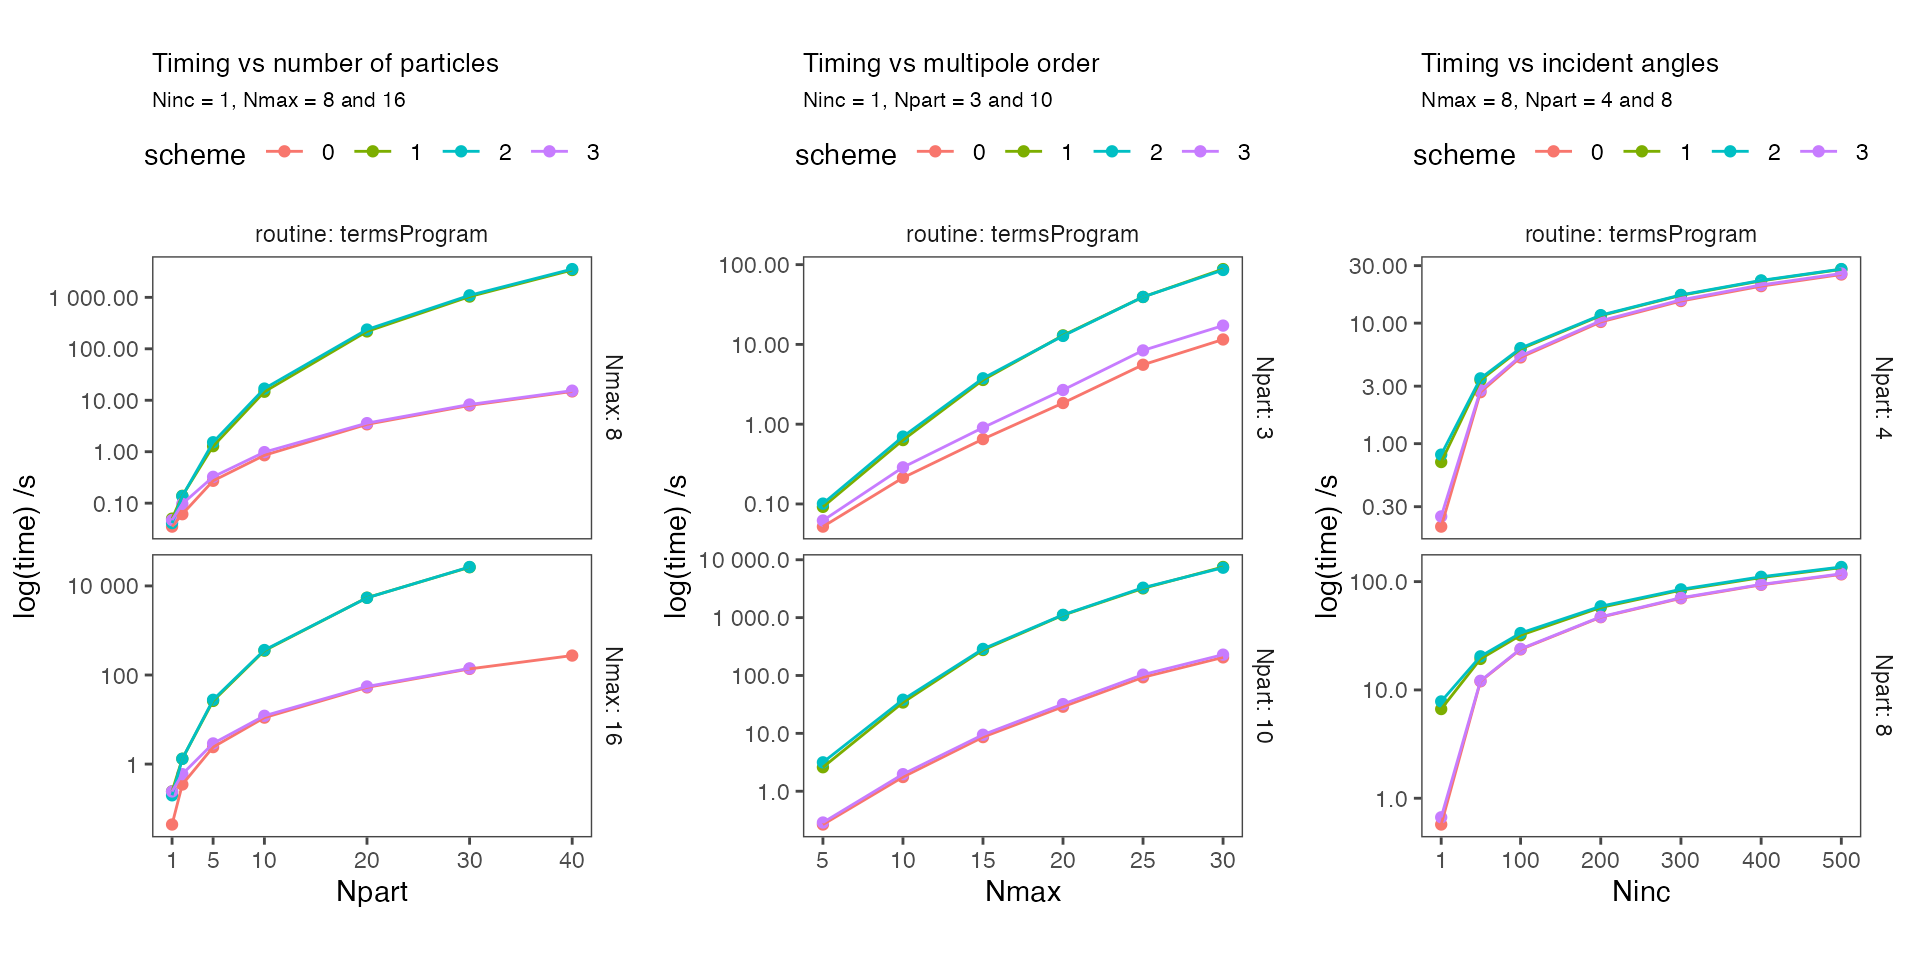 Timing vs number of particles
Ninc = 1, Nmax = 8 and 16
scheme 0 1 2 3
routine: termsProgram
1 000.00
100.00
10.00
1.00
0.10
Nmax: 8
log(time) /s
10 000
100
1
Nmax: 16
1 5 10 20 30 40
Npart
Timing vs multipole order
Ninc = 1, Npart = 3 and 10
scheme 0 1 2 3
routine: termsProgram
100.00
10.00
1.00
0.10
Npart: 3
log(time) /s
10 000.0
1 000.0
100.0
10.0
1.0
Npart: 10
5 10 15 20 25 30
Nmax
Timing vs incident angles
Nmax = 8, Npart = 4 and 8
scheme 0 1 2 3
routine: termsProgram
30.00
10.00
3.00
1.00
0.30
Npart: 4
log(time) /s
100.0
10.0
1.0
Npart: 8
1 100 200 300 400 500
Ninc